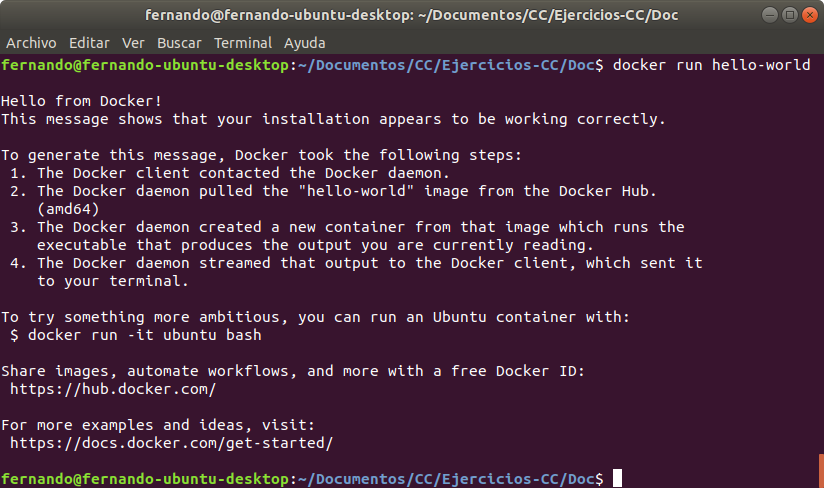 fernando@fernando-ubuntu-desktop: ~/Documentos/CC/Ejercicios-CC/Doc
Archivo Editar Ver Buscar Terminal Ayuda
fernando@fernando-ubuntu-desktop:~/Documentos/CC/Ejercicios-CC/Doc$ docker run hello-world

Hello from Docker!
This message shows that your installation appears to be working correctly.

To generate this message, Docker took the following steps:
 1. The Docker client contacted the Docker daemon.
 2. The Docker daemon pulled the "hello-world" image from the Docker Hub.
    (amd64)
 3. The Docker daemon created a new container from that image which runs the
    executable that produces the output you are currently reading.
 4. The Docker daemon streamed that output to the Docker client, which sent it
    to your terminal.

To try something more ambitious, you can run an Ubuntu container with:
 $ docker run -it ubuntu bash

Share images, automate workflows, and more with a free Docker ID:
 https://hub.docker.com/

For more examples and ideas, visit:
 https://docs.docker.com/get-started/

fernando@fernando-ubuntu-desktop:~/Documentos/CC/Ejercicios-CC/Doc$